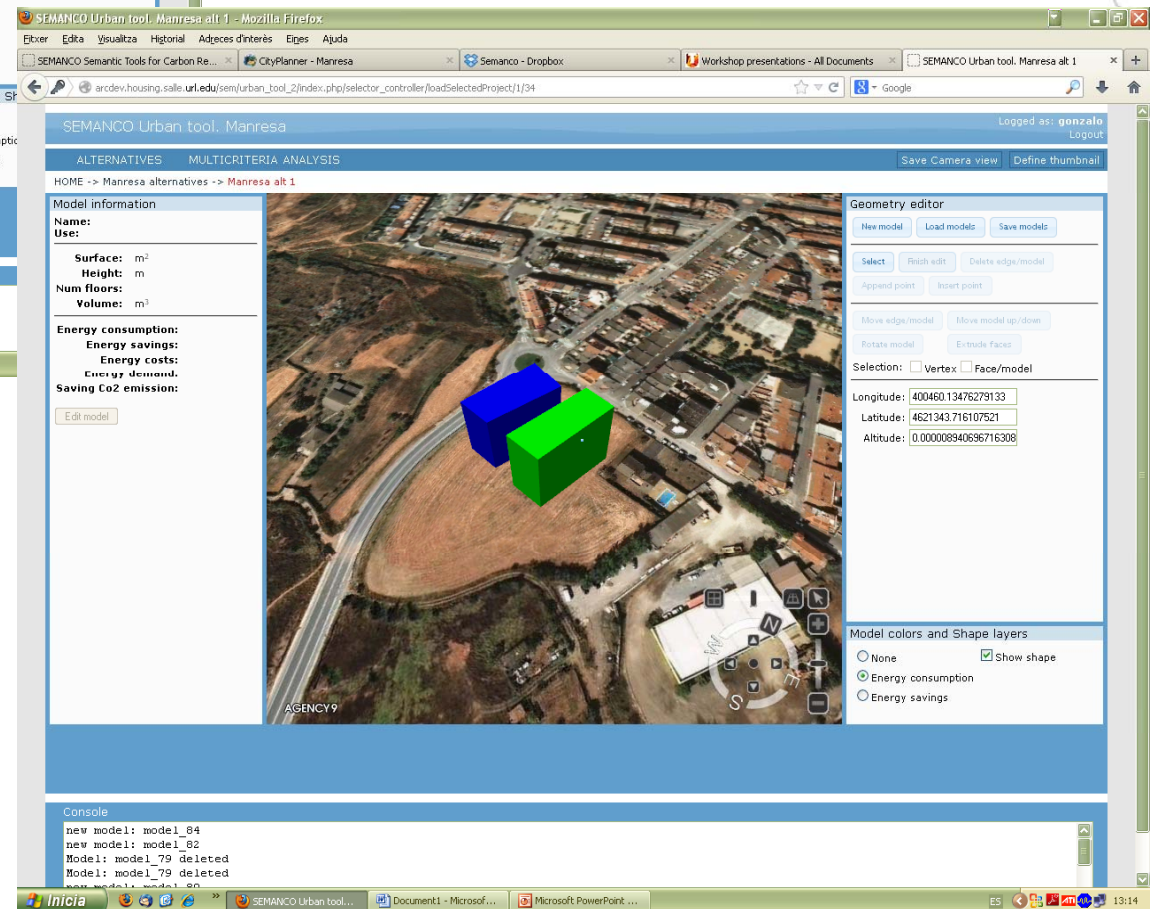 SEMANCO Urban tool. Manresa alt 1 - Mozilla Firefox
Fitxer Edita Visualitza Historial Adreces d'interès Eines Ajuda
SEMANCO Semantic Tools for Carbon Re... CityPlanner - Manresa Semanco - Dropbox Workshop presentations - All Documents SEMANCO Urban tool. Manresa alt 1
arcdev.housing.salle.url.edu/sem/urban_tool_2/index.php/selector_controller/loadSelectedProject/1/34 Google
SEMANCO Urban tool. Manresa
Logged as: gonzalo
Logout
ALTERNATIVES MULTICRITERIA ANALYSIS Save Camera view Define thumbnail
HOME -> Manresa alternatives -> Manresa alt 1
Model information
Name:
Use:
Surface: m²
Height: m
Num floors:
Volume: m³
Energy consumption:
Energy savings:
Energy costs:
Energy demand:
Saving Co2 emission:
Edit model
AGENCY9
N
W
E
S
Geometry editor
New model Load models Save models
Select Finish edit Delete edge/model
Append point Insert point
Move edge/model Move model up/down
Rotate model Extrude faces
Selection: Vertex Face/model
Longitude: 400460.13476279133
Latitude: 4621343.716107521
Altitude: 0.000008940696716308
Model colors and Shape layers
None Show shape
Energy consumption
Energy savings
Console
new model: model_84
new model: model_82
Model: model_79 deleted
Model: model_79 deleted
new model: model_80
Inicia SEMANCO Urban tool... Document1 - Microsof... Microsoft PowerPoint ... ES ATI 13:14